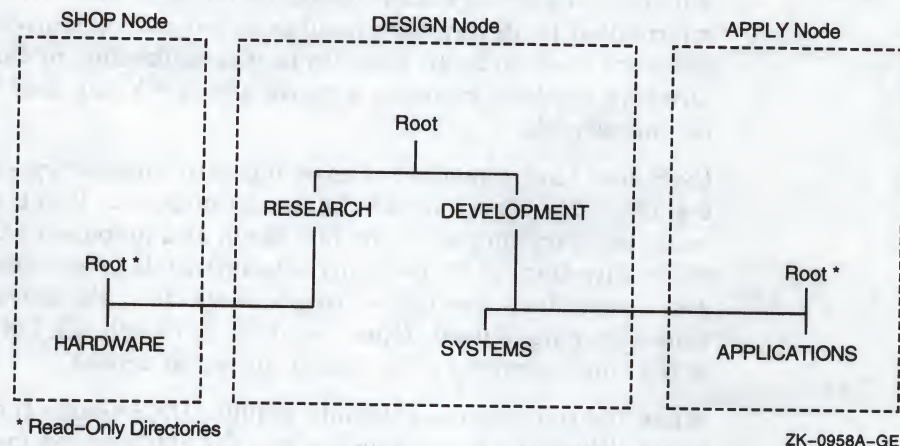 SHOP Node
DESIGN Node
APPLY Node
Root
RESEARCH
DEVELOPMENT
Root *
Root *
HARDWARE
SYSTEMS
APPLICATIONS
* Read–Only Directories
ZK–0958A–GE